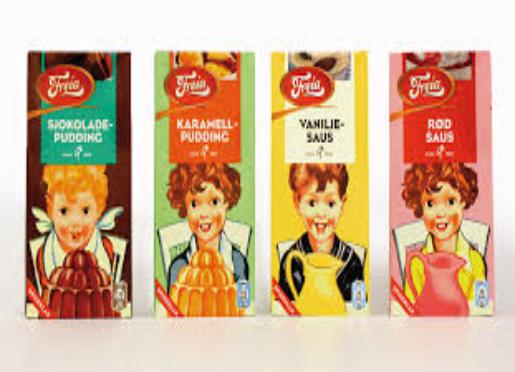 Freia
SJOKOLADE-
PUDDING
Freia
KARAMELL-
PUDDING
Freia
VANILJE-
SAUS
Freia
RØD
SAUS